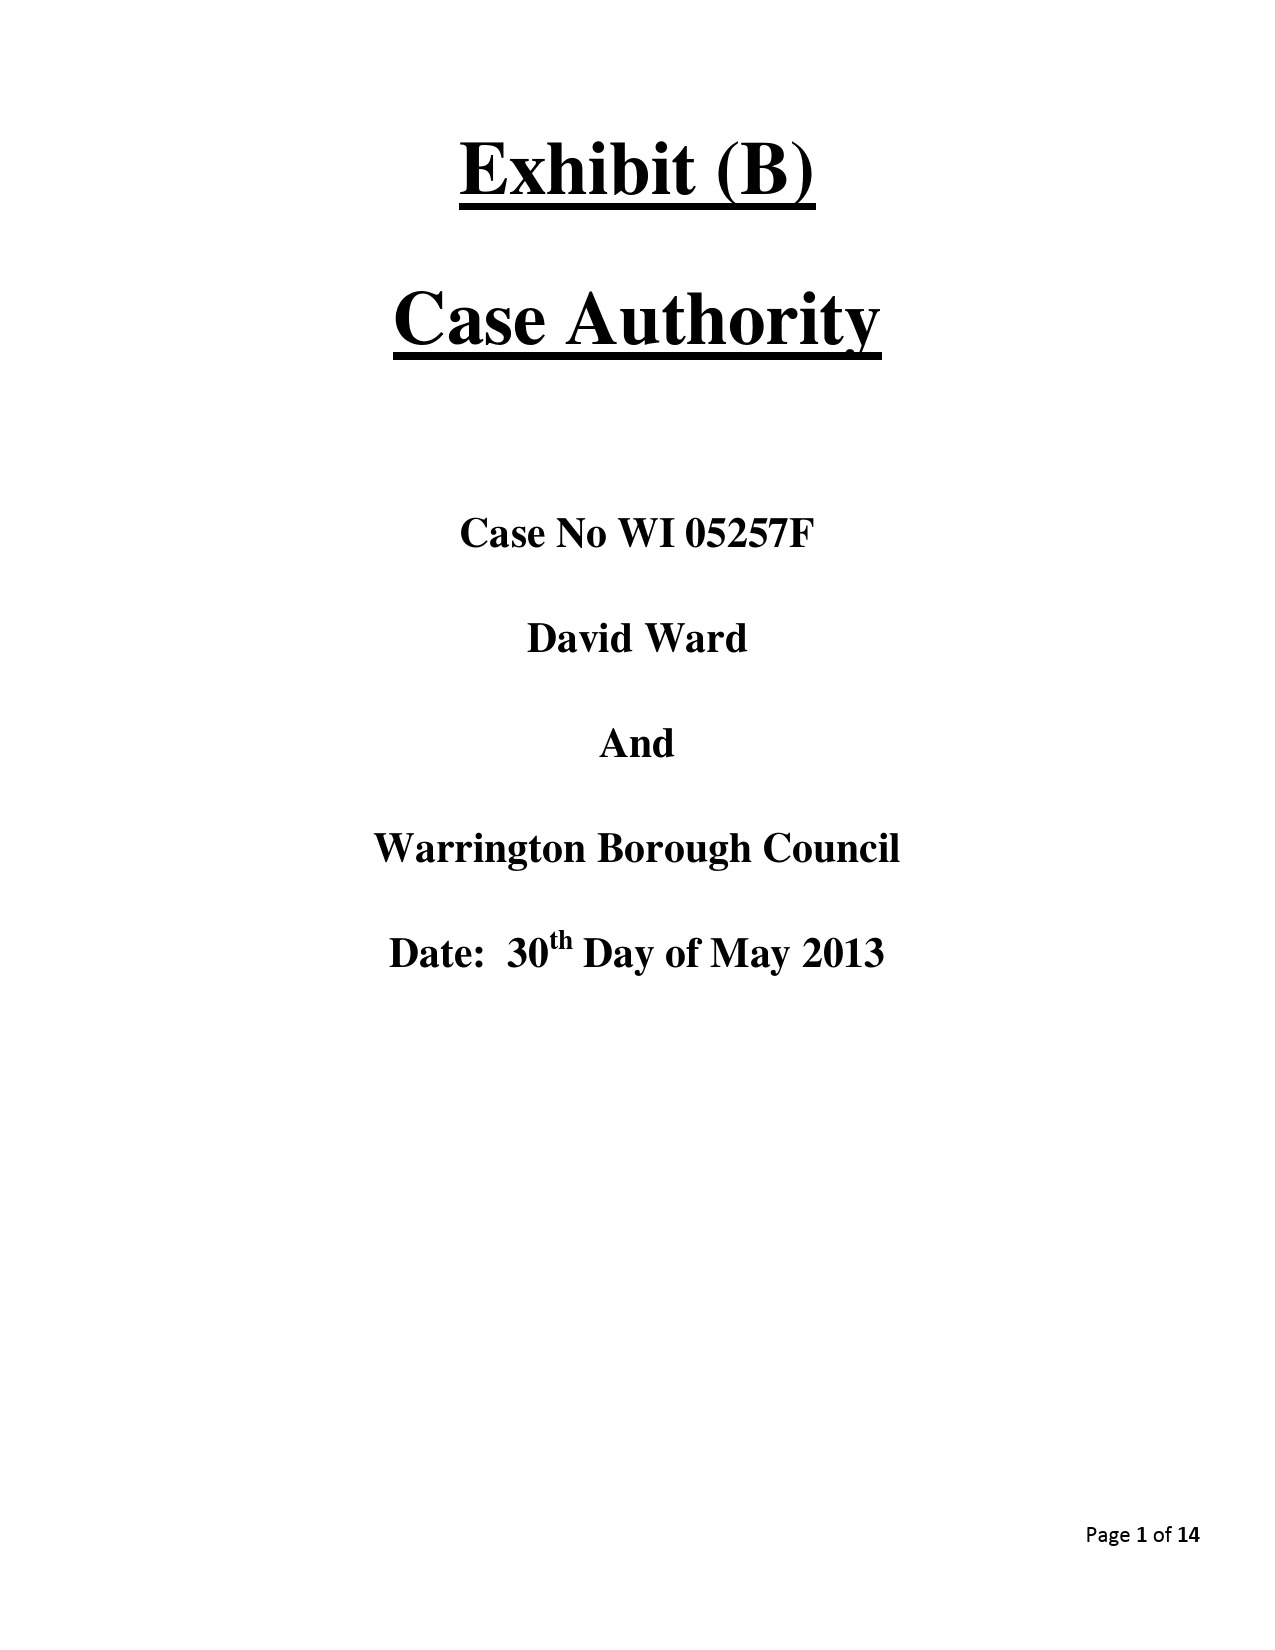 Exhibit (B)
Case Authority
Case No WI 05257F
David Ward
And
Warrington Borough Council
Date: 30th Day of May 2013
Page 1 of 14